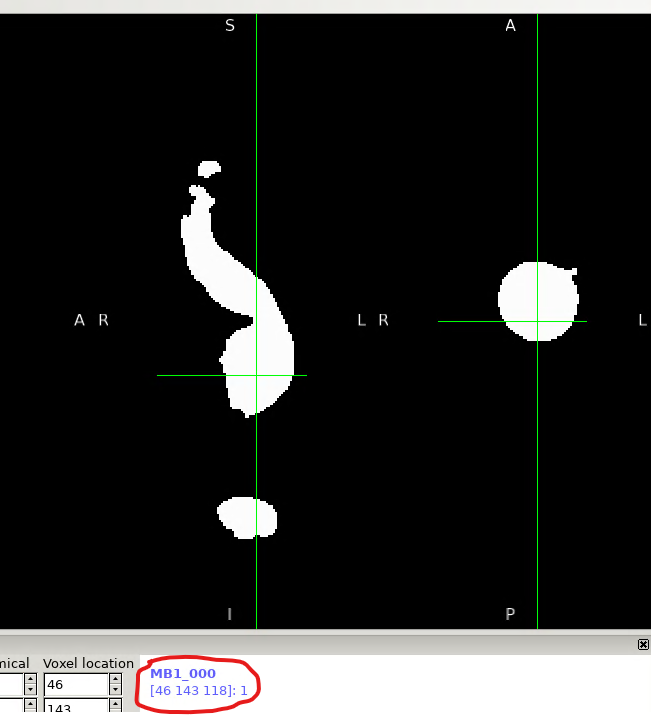 S
A
A R
L R
L
I
P
mical Voxel location
46
143
MB1_000
[46 143 118]: 1